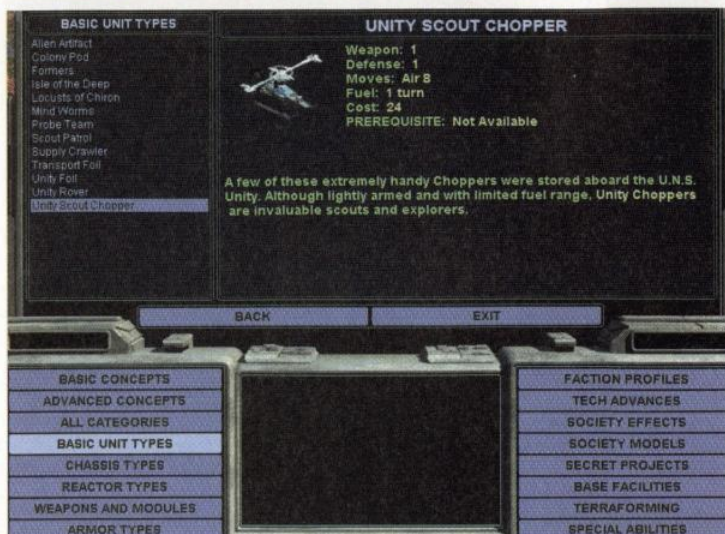 BASIC UNIT TYPES
Alien Artifact
Colony Pod
Formers
Isle of the Deep
Locusts of Chiron
Mind Worms
Probe Team
Scout Patrol
Supply Crawler
Transport Foil
Unity Foil
Unity Rover
Unity Scout Chopper
UNITY SCOUT CHOPPER
Weapon: 1
Defense: 1
Moves: Air 8
Fuel: 1 turn
Cost: 24
PREREQUISITE: Not Available
A few of these extremely handy Choppers were stored aboard the U.N.S.
Unity. Although lightly armed and with limited fuel range, Unity Choppers
are invaluable scouts and explorers.
BACK
EXIT
BASIC CONCEPTS
ADVANCED CONCEPTS
ALL CATEGORIES
BASIC UNIT TYPES
CHASSIS TYPES
REACTOR TYPES
WEAPONS AND MODULES
ARMOR TYPES
FACTION PROFILES
TECH ADVANCES
SOCIETY EFFECTS
SOCIETY MODELS
SECRET PROJECTS
BASE FACILITIES
TERRAFORMING
SPECIAL ABILITIES